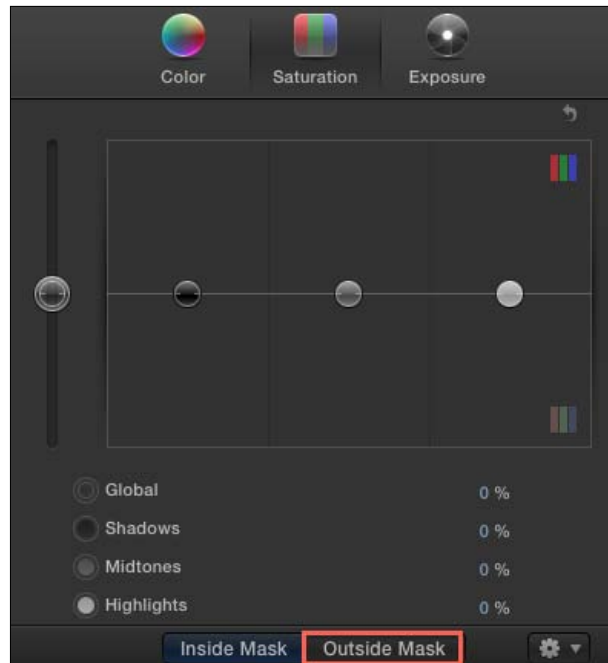 Color Saturation Exposure
Global 0 %
Shadows 0 %
Midtones 0 %
Highlights 0 %
Inside Mask Outside Mask